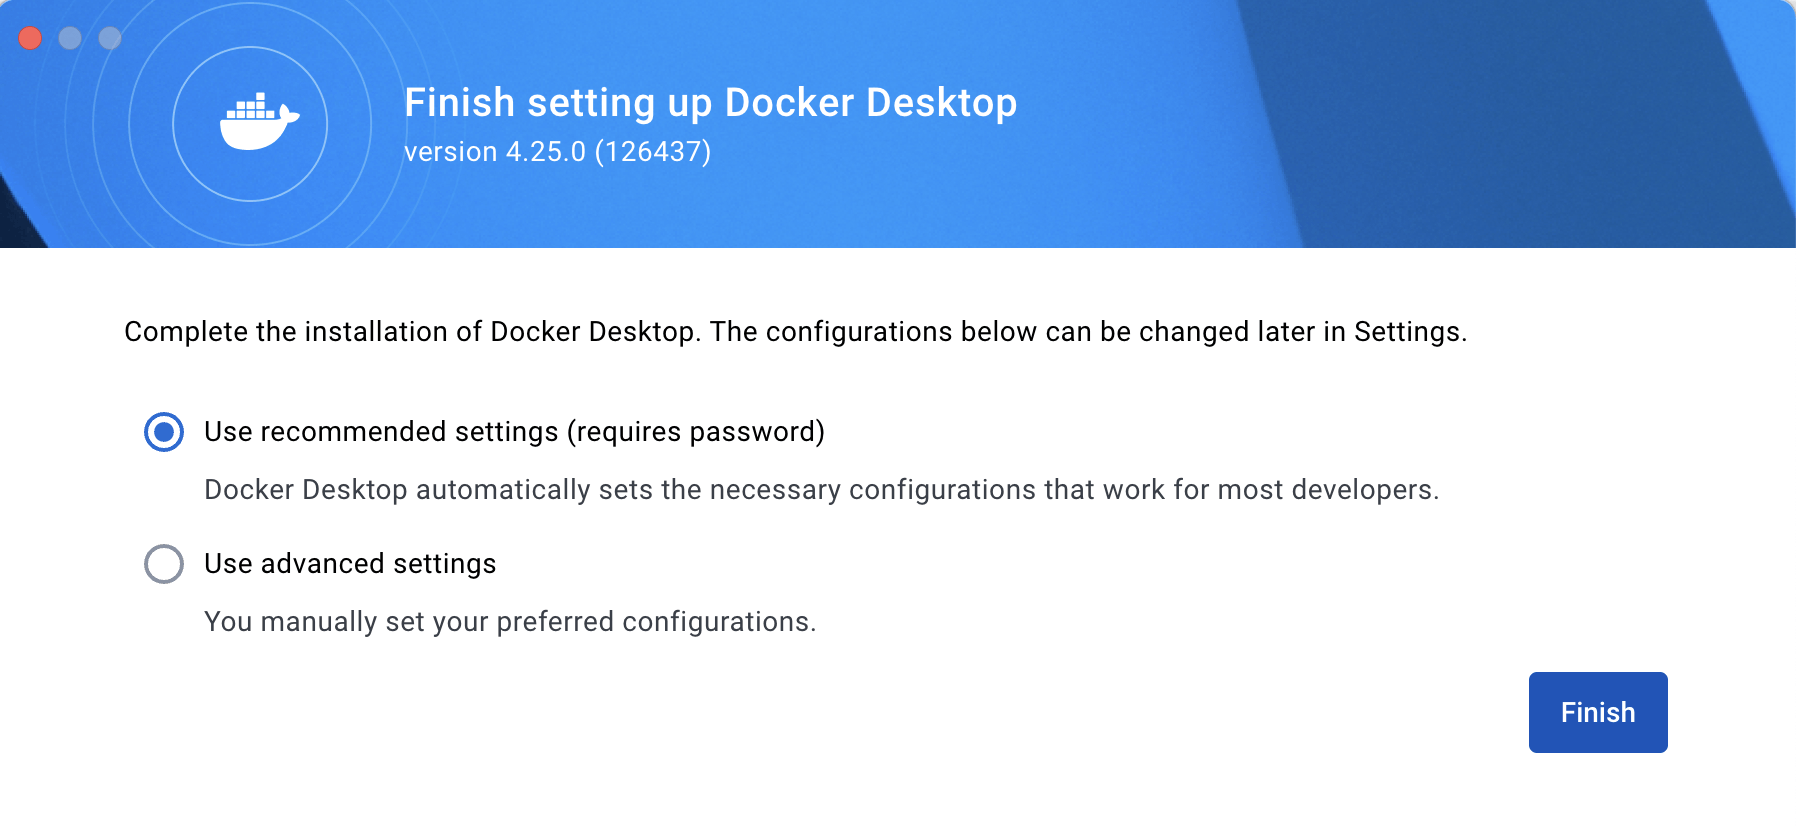 Finish setting up Docker Desktop
version 4.25.0 (126437)
Complete the installation of Docker Desktop. The configurations below can be changed later in Settings.
Use recommended settings (requires password)
Docker Desktop automatically sets the necessary configurations that work for most developers.
Use advanced settings
You manually set your preferred configurations.
Finish